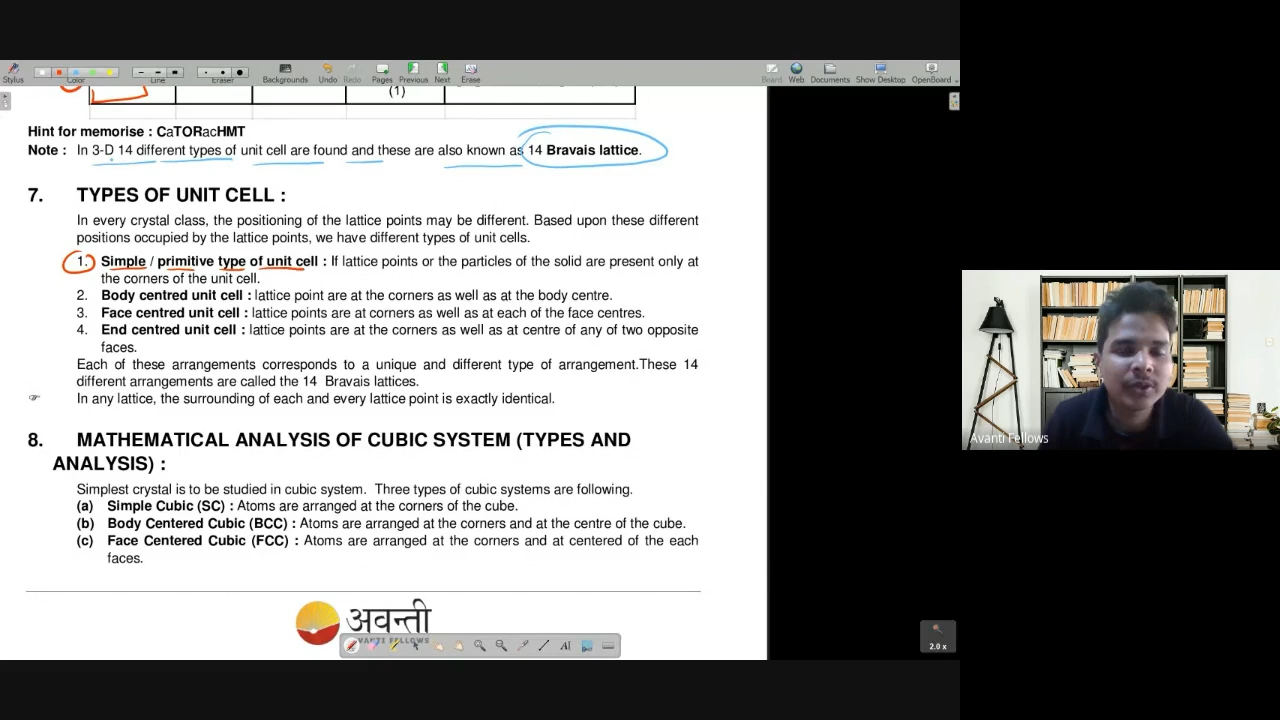 Stylus
Color
Line
Eraser
Backgrounds
Undo
Redo
Pages
Previous
Next
Erase
Board
Web
Documents
Show Desktop
OpenBoard
(1)
Hint for memorise : CaTORacHMT
Note : In 3-D 14 different types of unit cell are found and these are also known as 14 Bravais lattice.
7. TYPES OF UNIT CELL :
In every crystal class, the positioning of the lattice points may be different. Based upon these different
positions occupied by the lattice points, we have different types of unit cells.
1. Simple / primitive type of unit cell : If lattice points or the particles of the solid are present only at
the corners of the unit cell.
2. Body centred unit cell : lattice point are at the corners as well as at the body centre.
3. Face centred unit cell : lattice points are at corners as well as at each of the face centres.
4. End centred unit cell : lattice points are at the corners as well as at centre of any of two opposite
faces.
Each of these arrangements corresponds to a unique and different type of arrangement.These 14
different arrangements are called the 14 Bravais lattices.
☞ In any lattice, the surrounding of each and every lattice point is exactly identical.
8. MATHEMATICAL ANALYSIS OF CUBIC SYSTEM (TYPES AND
ANALYSIS) :
Simplest crystal is to be studied in cubic system. Three types of cubic systems are following.
(a) Simple Cubic (SC) : Atoms are arranged at the corners of the cube.
(b) Body Centered Cubic (BCC) : Atoms are arranged at the corners and at the centre of the cube.
(c) Face Centered Cubic (FCC) : Atoms are arranged at the corners and at centered of the each
faces.
अवन्ती
AVANTI FELLOWS
2.0 x
Avanti Fellows